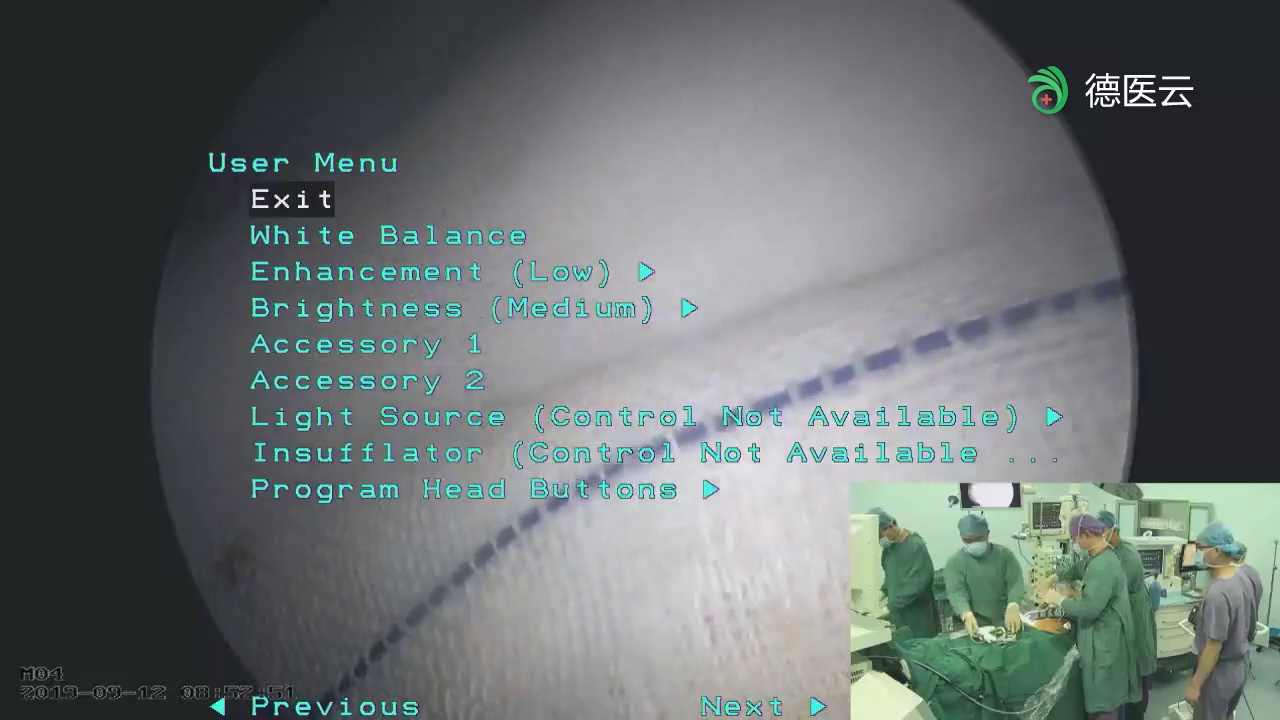 德医云
User Menu
Exit
White Balance
Enhancement (Low) ▶
Brightness (Medium) ▶
Accessory 1
Accessory 2
Light Source (Control Not Available) ▶
Insufflator (Control Not Available ...
Program Head Buttons ▶
M04
2019-09-12 08:52:51
◀ Previous
Next ▶